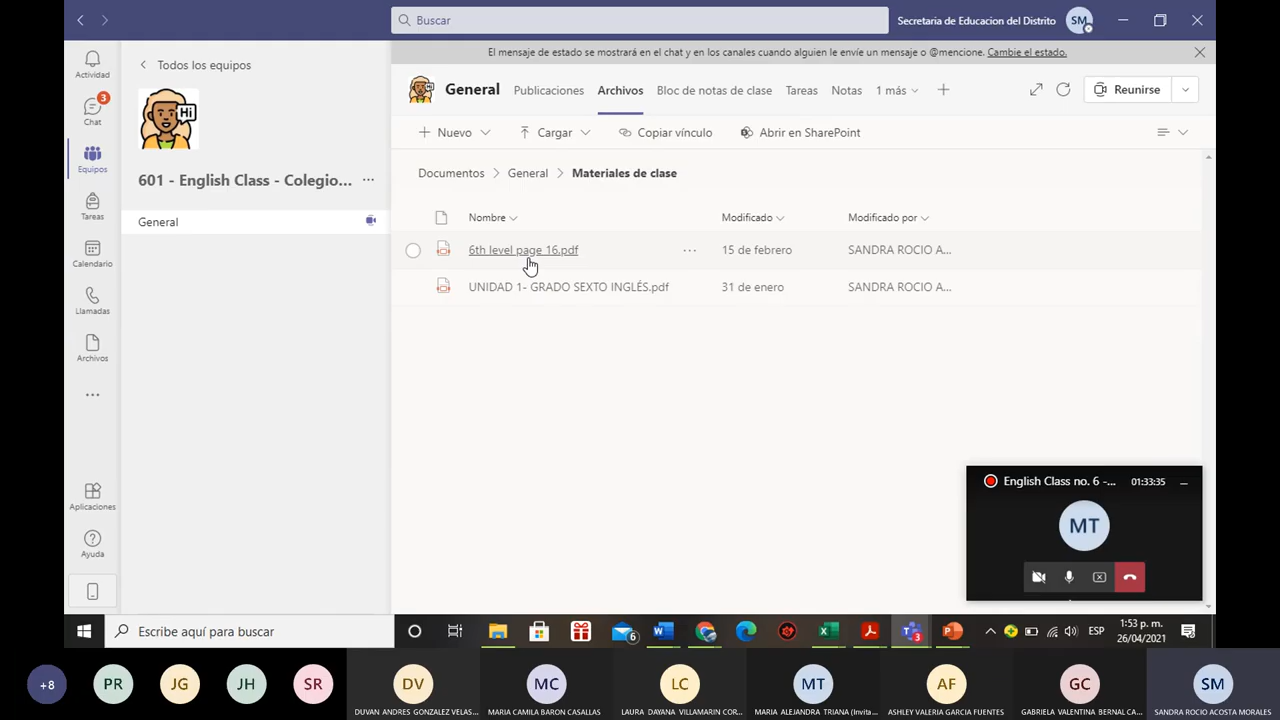 Buscar
Secretaria de Educacion del Distrito
SM
El mensaje de estado se mostrará en el chat y en los canales cuando alguien le envíe un mensaje o @mencione. Cambie el estado.
Actividad
3
Chat
Equipos
Tareas
Calendario
Llamadas
Archivos
Aplicaciones
Ayuda
Todos los equipos
Hi
601 - English Class - Colegio...
General
General
Publicaciones
Archivos
Bloc de notas de clase
Tareas
Notas
1 más
Reunirse
Nuevo
Cargar
Copiar vínculo
Abrir en SharePoint
Documentos > General > Materiales de clase
Nombre
Modificado
Modificado por
6th level page 16.pdf
15 de febrero
SANDRA ROCIO A...
UNIDAD 1- GRADO SEXTO INGLÉS.pdf
31 de enero
SANDRA ROCIO A...
English Class no. 6 -...
01:33:35
MT
Escribe aquí para buscar
6
3
ESP
1:53 p. m.
26/04/2021
+8
PR
JG
JH
SR
DV
MC
LC
MT
AF
GC
SM
DUVAN ANDRES GONZALEZ VELAS...
MARIA CAMILA BARON CASALLAS
LAURA DAYANA VILLAMARIN COR...
MARIA ALEJANDRA TRIANA (Invita...
ASHLEY VALERIA GARCIA FUENTES
GABRIELA VALENTINA BERNAL CA...
SANDRA ROCIO ACOSTA MORALES